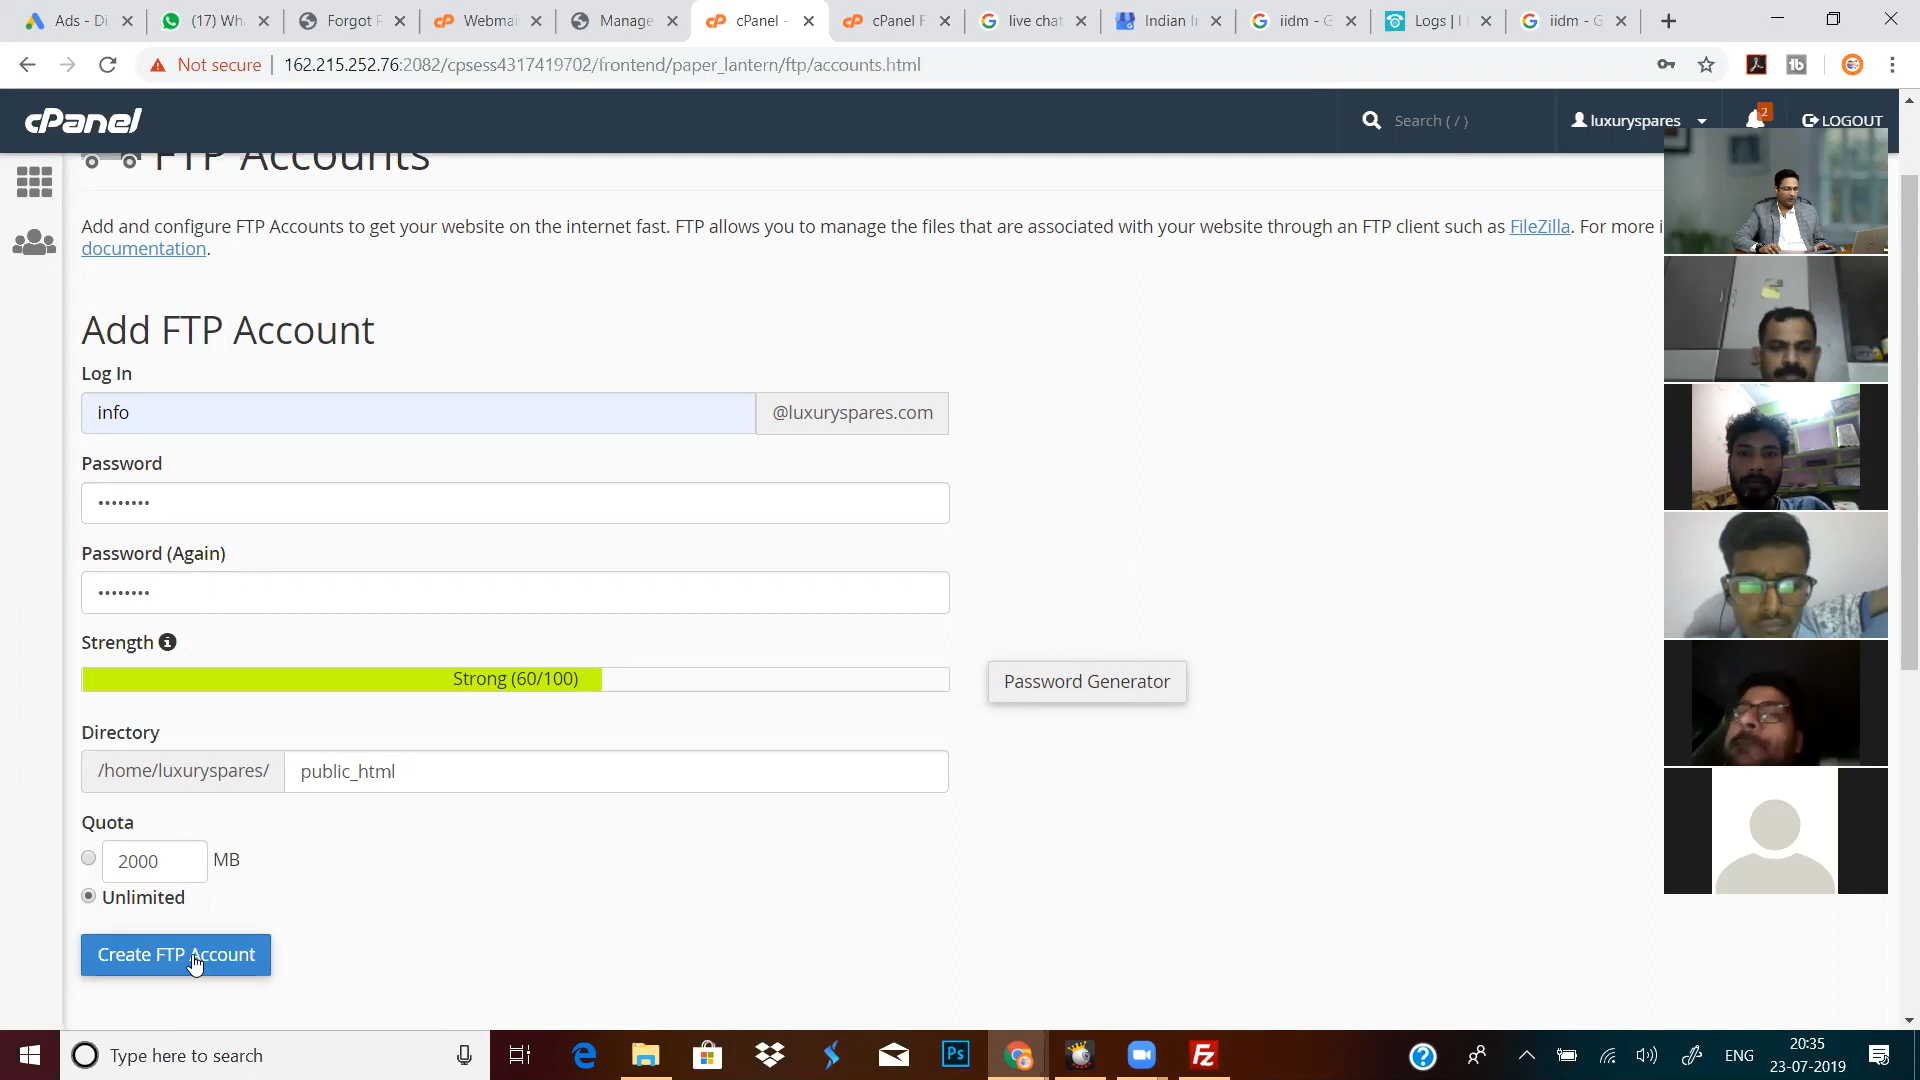 Ads - Di
(17) Wh
Forgot P
Webmai
Manage
cPanel -
cPanel F
live chat
Indian I
iidm - G
Logs | I
iidm - G
Not secure
162.215.252.76:2082/cpsess4317419702/frontend/paper_lantern/ftp/accounts.html
cPanel
Search ( / )
luxuryspares
2
LOGOUT
FTP Accounts
Add and configure FTP Accounts to get your website on the internet fast. FTP allows you to manage the files that are associated with your website through an FTP client such as FileZilla. For more i
documentation.
Add FTP Account
Log In
info
@luxuryspares.com
Password
••••••••
Password (Again)
••••••••
Strength
Strong (60/100)
Password Generator
Directory
/home/luxuryspares/
public_html
Quota
2000
MB
Unlimited
Create FTP Account
Type here to search
Ps
Fz
ENG
20:35
23-07-2019